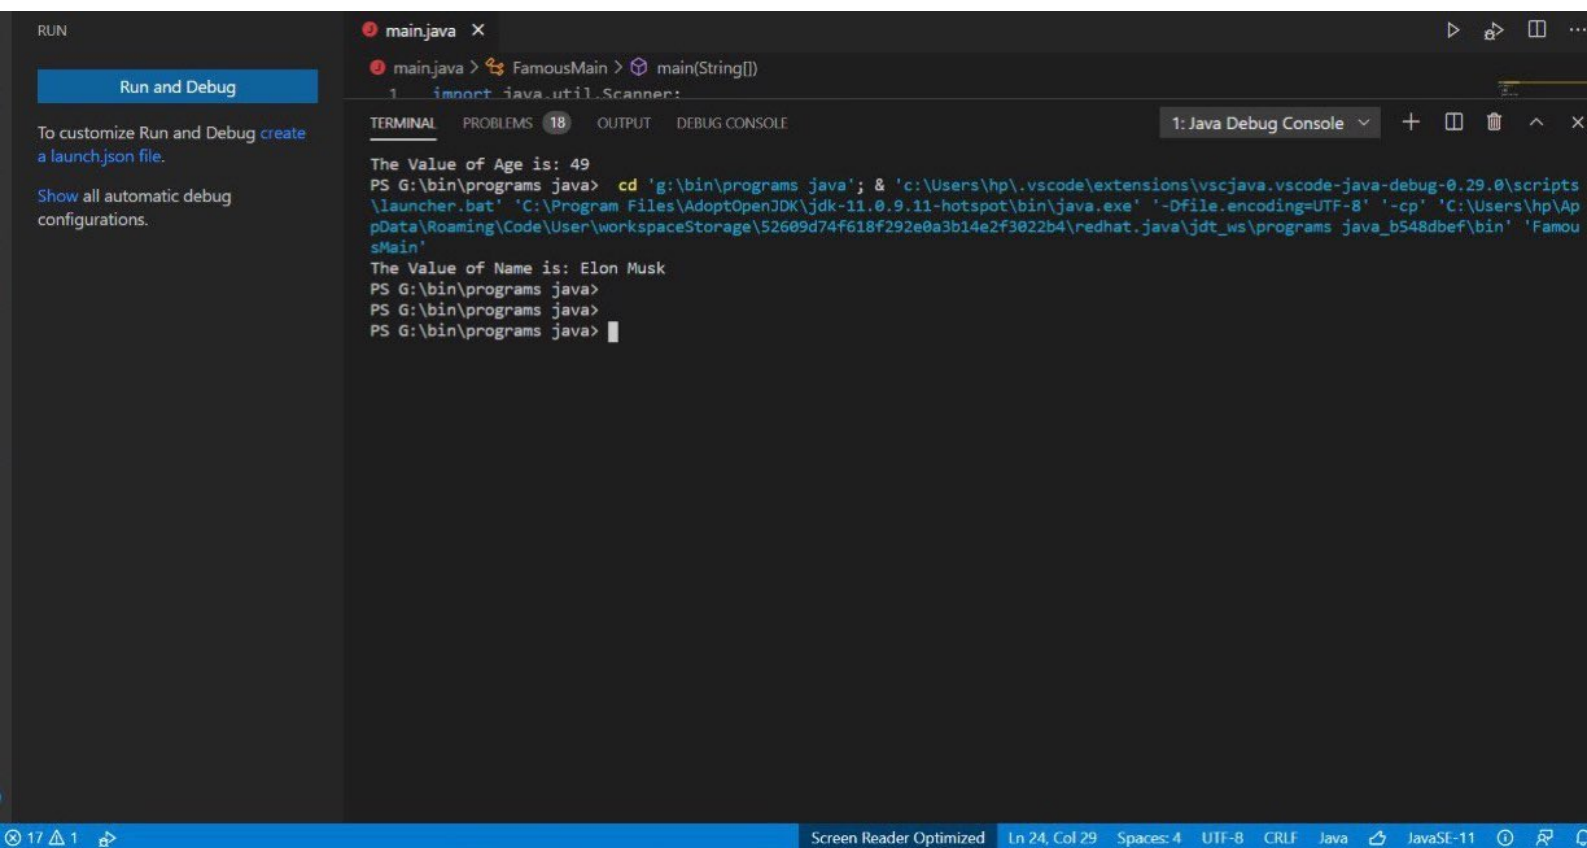 RUN
Run and Debug
To customize Run and Debug create
a launch.json file.
Show all automatic debug
configurations.
main.java
main.java > FamousMain > main(String[])
1 import java.util.Scanner;
TERMINAL PROBLEMS 18 OUTPUT DEBUG CONSOLE 1: Java Debug Console
The Value of Age is: 49
PS G:\bin\programs java> cd 'g:\bin\programs java'; & 'c:\Users\hp\.vscode\extensions\vscjava.vscode-java-debug-0.29.0\scripts
\launcher.bat' 'C:\Program Files\AdoptOpenJDK\jdk-11.0.9.11-hotspot\bin\java.exe' '-Dfile.encoding=UTF-8' '-cp' 'C:\Users\hp\Ap
pData\Roaming\Code\User\workspaceStorage\52609d74f618f292e0a3b14e2f3022b4\redhat.java\jdt_ws\programs java_b548dbef\bin' 'Famou
sMain'
The Value of Name is: Elon Musk
PS G:\bin\programs java>
PS G:\bin\programs java>
PS G:\bin\programs java>
17 1 Screen Reader Optimized Ln 24, Col 29 Spaces: 4 UTF-8 CRLF Java JavaSE-11